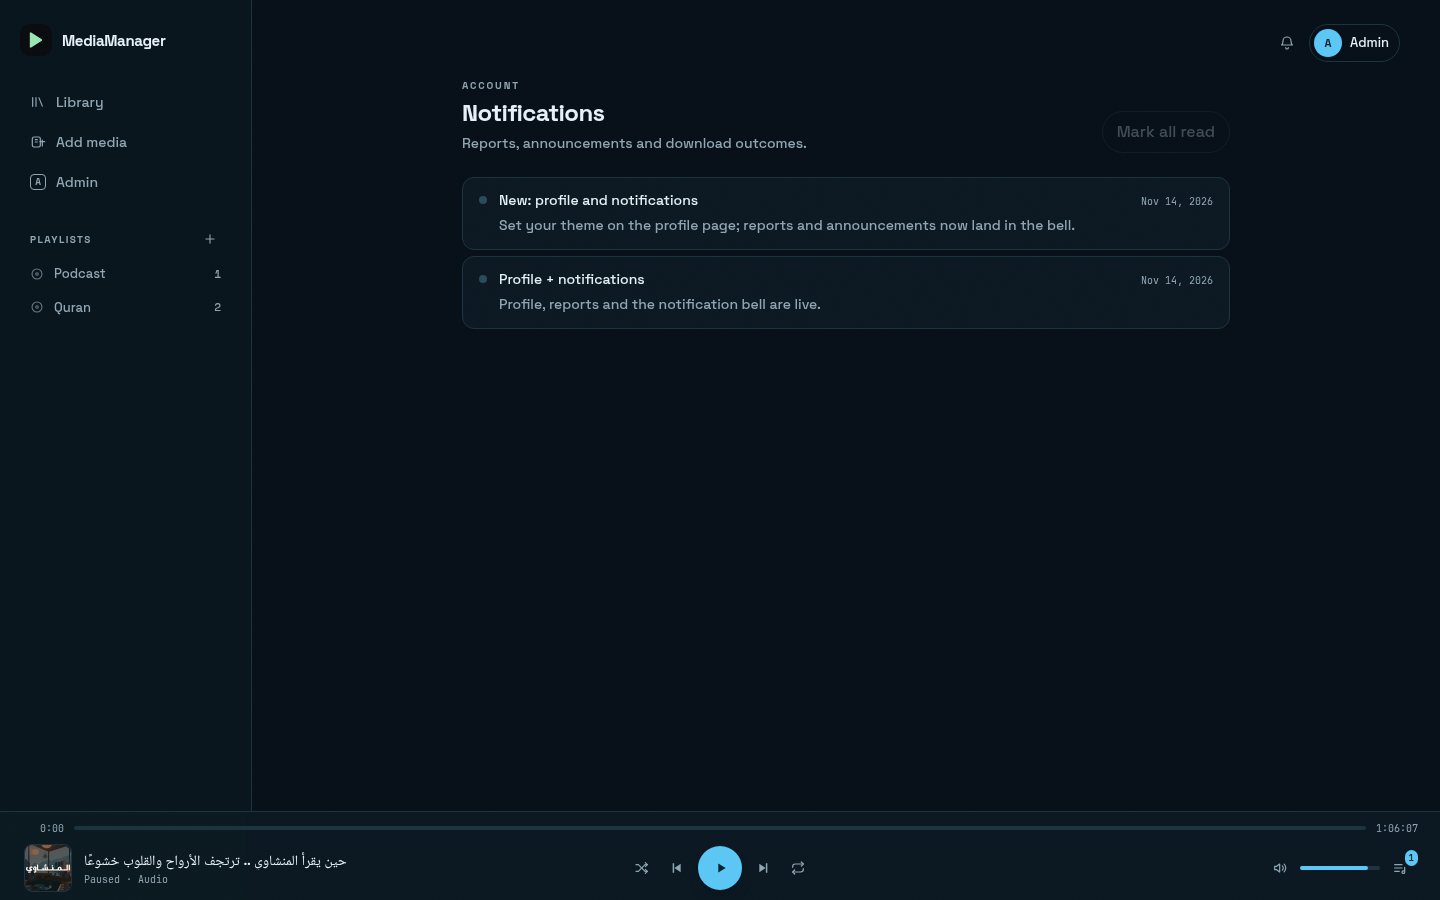 MediaManager
Library
Add media
A Admin
PLAYLISTS
Podcast 1
Quran 2
A Admin
ACCOUNT
Notifications
Reports, announcements and download outcomes.
Mark all read
New: profile and notifications Nov 14, 2026
Set your theme on the profile page; reports and announcements now land in the bell.
Profile + notifications Nov 14, 2026
Profile, reports and the notification bell are live.
0:00 1:06:07
المنشاوي
حين يقرأ المنشاوي .. ترتجف الأرواح والقلوب خشوعًا
Paused · Audio
1